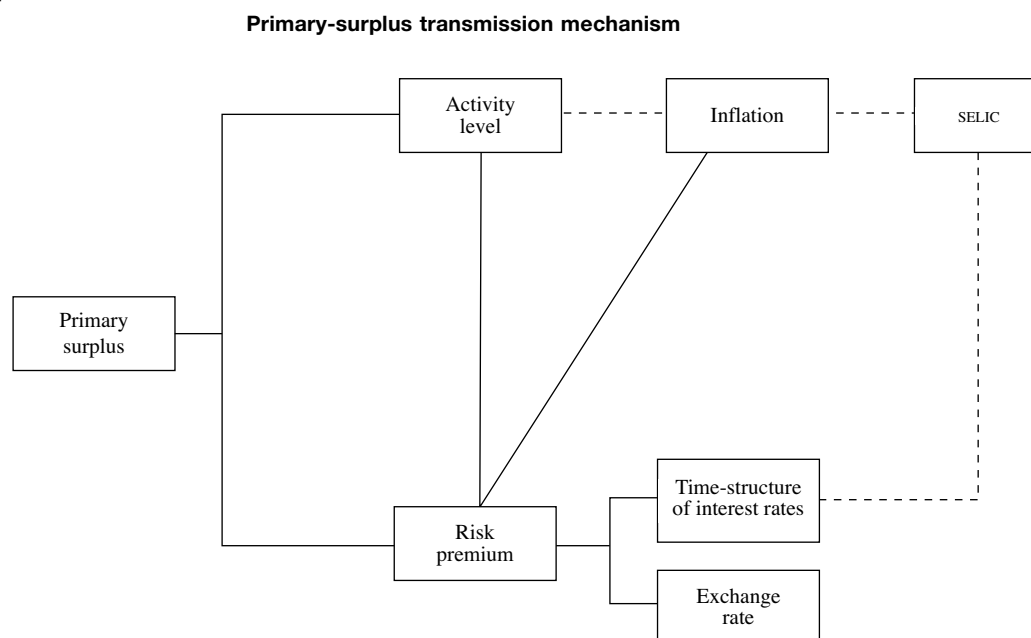 Primary-surplus transmission mechanism
Activity
level
Inflation
SELIC
Primary
surplus
Time-structure
of interest rates
Risk
premium
Exchange
rate